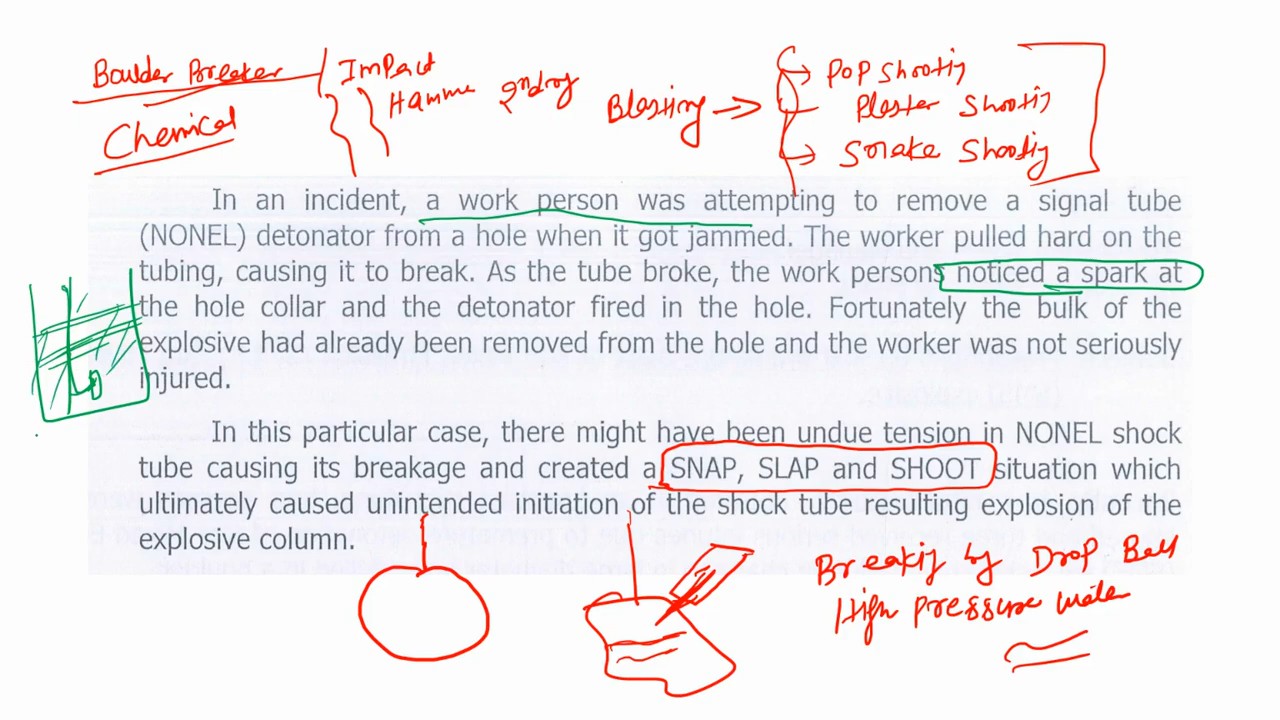 Boulder Breaker
Impact
Hamme
Chemical
2ndry
Blasting →
→ Pop shooting
Plaster Shooting
→ Snake Shooting
In an incident, a work person was attempting to remove a signal tube
(NONEL) detonator from a hole when it got jammed. The worker pulled hard on the
tubing, causing it to break. As the tube broke, the work persons noticed a spark at
the hole collar and the detonator fired in the hole. Fortunately the bulk of the
explosive had already been removed from the hole and the worker was not seriously
injured.
In this particular case, there might have been undue tension in NONEL shock
tube causing its breakage and created a SNAP, SLAP and SHOOT situation which
ultimately caused unintended initiation of the shock tube resulting explosion of the
explosive column.
Breaking by Drop Ball
High Pressure water